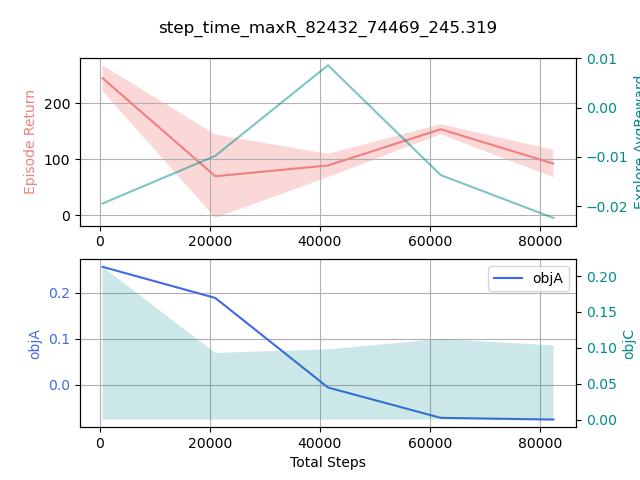 step_time_maxR_82432_74469_245.319
Episode Return
200
100
0
0.01
0.00
−0.01
−0.02
Explore AvgReward
0 20000 40000 60000 80000
objA
0.2
0.1
0.0
objA
0.20
0.15
0.10
0.05
0.00
objC
0 20000 40000 60000 80000
Total Steps